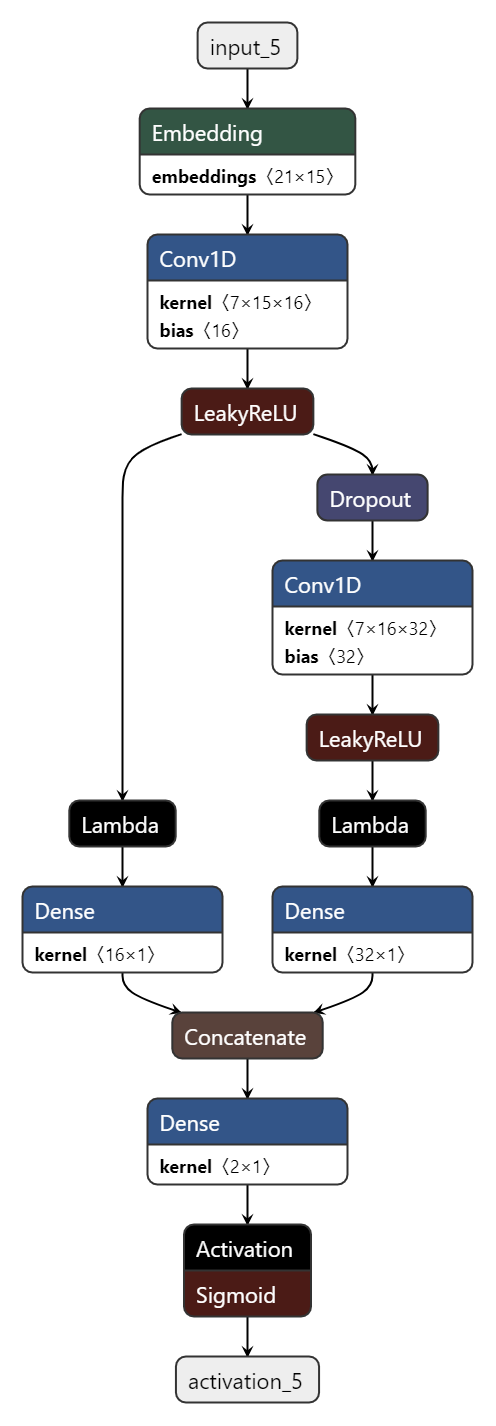 input_5
Embedding
embeddings〈21×15〉
Conv1D
kernel〈7×15×16〉
bias〈16〉
LeakyReLU
Dropout
Conv1D
kernel〈7×16×32〉
bias〈32〉
LeakyReLU
Lambda
Lambda
Dense
kernel〈16×1〉
Dense
kernel〈32×1〉
Concatenate
Dense
kernel〈2×1〉
Activation
Sigmoid
activation_5